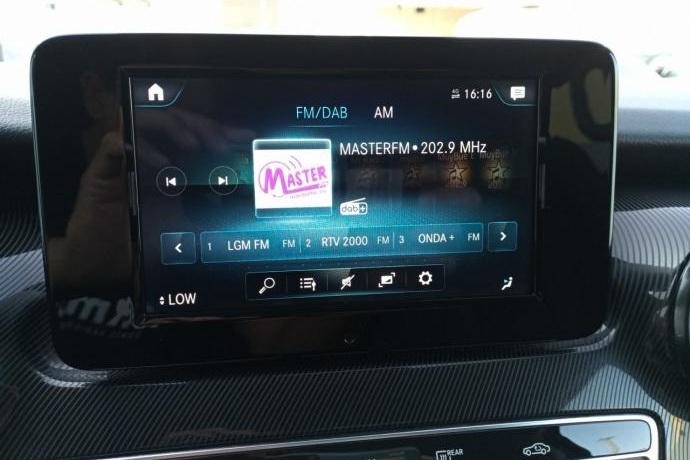 4G 16:16
FM/DAB AM
MASTERFM • 202.9 MHz
MASTER
dab+
1 LGM FM FM 2 RTV 2000 FM 3 ONDA + FM
LOW
REAR